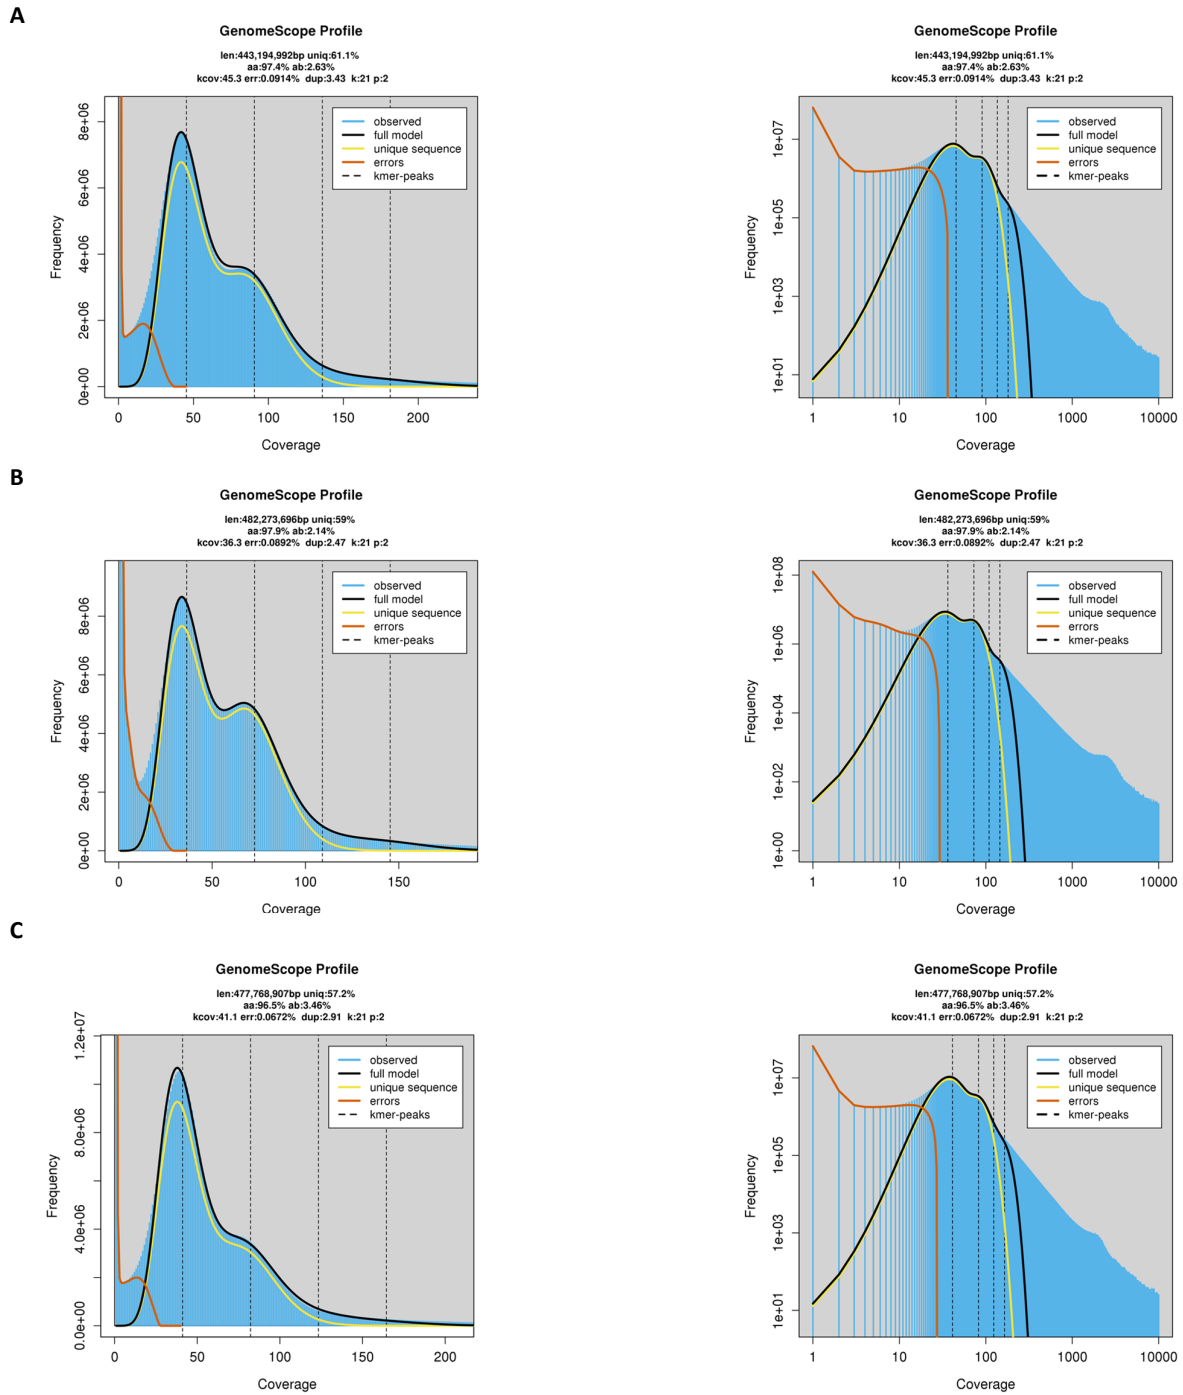 A
GenomeScope Profile
len:443,194,992bp uniq:61.1%
aa:97.4% ab:2.63%
kcov:45.3 err:0.0914% dup:3.43 k:21 p:2
Frequency
0e+00
2e+06
4e+06
6e+06
8e+06
observed
full model
unique sequence
errors
kmer-peaks
0 50 100 150 200
Coverage
GenomeScope Profile
len:443,194,992bp uniq:61.1%
aa:97.4% ab:2.63%
kcov:45.3 err:0.0914% dup:3.43 k:21 p:2
Frequency
1e+01
1e+03
1e+05
1e+07
observed
full model
unique sequence
errors
kmer-peaks
1 10 100 1000 10000
Coverage
B
GenomeScope Profile
len:482,273,696bp uniq:59%
aa:97.9% ab:2.14%
kcov:36.3 err:0.0892% dup:2.47 k:21 p:2
Frequency
0e+00
2e+06
4e+06
6e+06
8e+06
observed
full model
unique sequence
errors
kmer-peaks
0 50 100 150
Coverage
GenomeScope Profile
len:482,273,696bp uniq:59%
aa:97.9% ab:2.14%
kcov:36.3 err:0.0892% dup:2.47 k:21 p:2
Frequency
1e+00
1e+02
1e+04
1e+06
1e+08
observed
full model
unique sequence
errors
kmer-peaks
1 10 100 1000 10000
Coverage
C
GenomeScope Profile
len:477,768,907bp uniq:57.2%
aa:96.5% ab:3.46%
kcov:41.1 err:0.0672% dup:2.91 k:21 p:2
Frequency
0.0e+00
4.0e+06
8.0e+06
1.2e+07
observed
full model
unique sequence
errors
kmer-peaks
0 50 100 150 200
Coverage
GenomeScope Profile
len:477,768,907bp uniq:57.2%
aa:96.5% ab:3.46%
kcov:41.1 err:0.0672% dup:2.91 k:21 p:2
Frequency
1e+01
1e+03
1e+05
1e+07
observed
full model
unique sequence
errors
kmer-peaks
1 10 100 1000 10000
Coverage